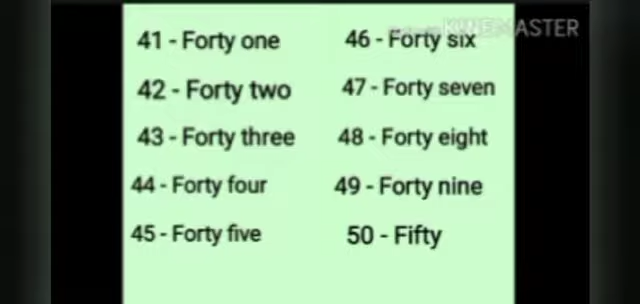 KINEMASTER
41 - Forty one
42 - Forty two
43 - Forty three
44 - Forty four
45 - Forty five
46 - Forty six
47 - Forty seven
48 - Forty eight
49 - Forty nine
50 - Fifty